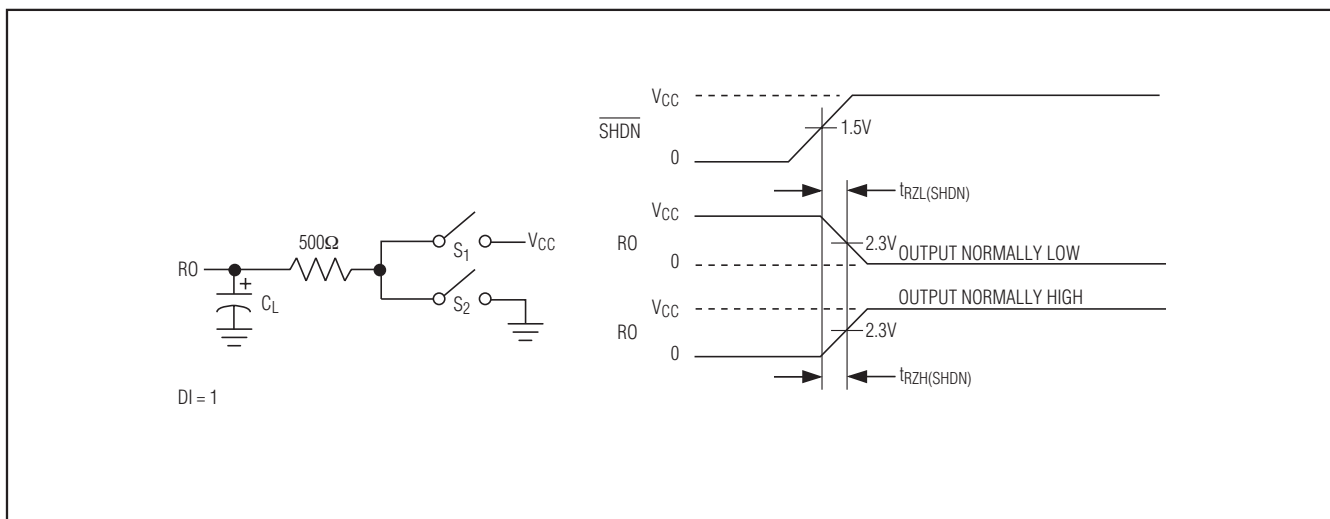 RO
500Ω
+
CL
S1
VCC
S2
DI = 1
VCC
SHDN
0
1.5V
tRZL(SHDN)
VCC
RO
0
2.3V
OUTPUT NORMALLY LOW
OUTPUT NORMALLY HIGH
VCC
RO
0
2.3V
tRZH(SHDN)